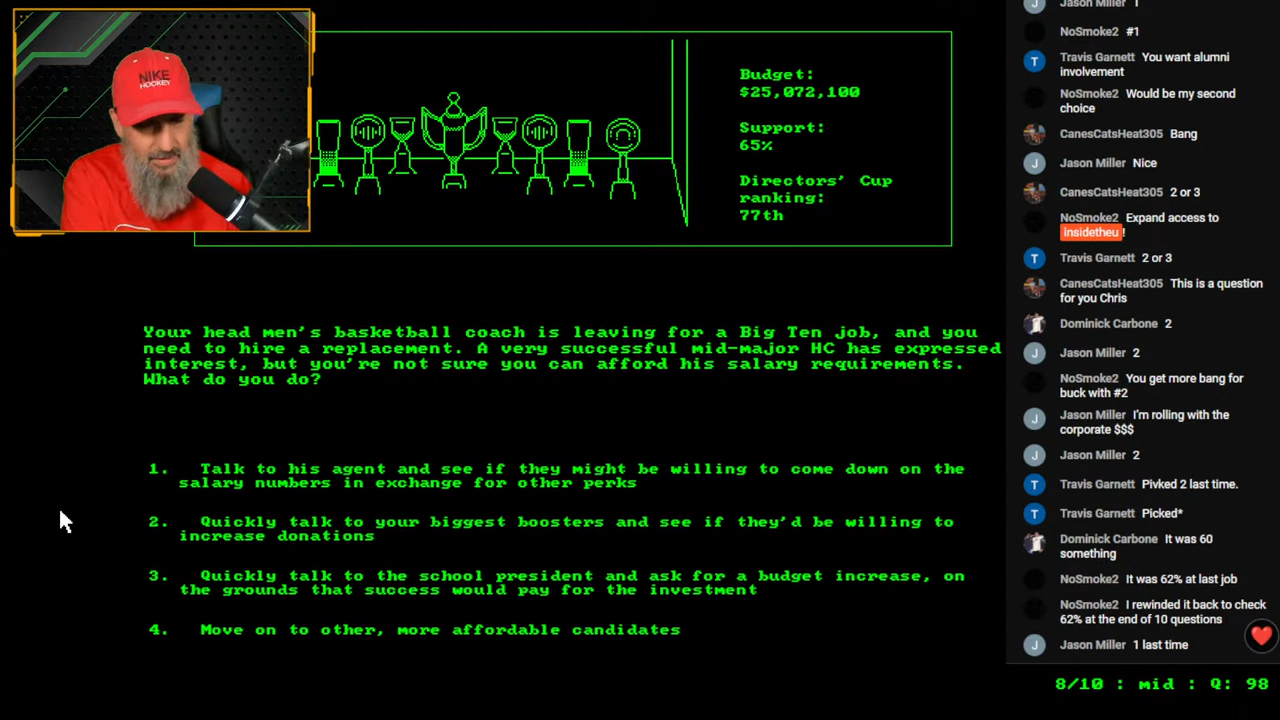 NIKE
HOCKEY
Budget:
$25,072,100
Support:
65%
Directors' Cup
ranking:
77th
Your head men's basketball coach is leaving for a Big Ten job, and you
need to hire a replacement. A very successful mid-major HC has expressed
interest, but you're not sure you can afford his salary requirements.
What do you do?
1. Talk to his agent and see if they might be willing to come down on the
salary numbers in exchange for other perks
2. Quickly talk to your biggest boosters and see if they'd be willing to
increase donations
3. Quickly talk to the school president and ask for a budget increase, on
the grounds that success would pay for the investment
4. Move on to other, more affordable candidates
Jason Miller 1
NoSmoke2 #1
T Travis Garnett You want alumni
involvement
NoSmoke2 Would be my second
choice
CanesCatsHeat305 Bang
J Jason Miller Nice
CanesCatsHeat305 2 or 3
NoSmoke2 Expand access to
insidetheu !
T Travis Garnett 2 or 3
CanesCatsHeat305 This is a question
for you Chris
Dominick Carbone 2
J Jason Miller 2
NoSmoke2 You get more bang for
buck with #2
J Jason Miller I'm rolling with the
corporate $$$
J Jason Miller 2
T Travis Garnett Pivked 2 last time.
T Travis Garnett Picked*
Dominick Carbone It was 60
something
NoSmoke2 It was 62% at last job
NoSmoke2 I rewinded it back to check
62% at the end of 10 questions
J Jason Miller 1 last time
8/10 : mid : Q: 98